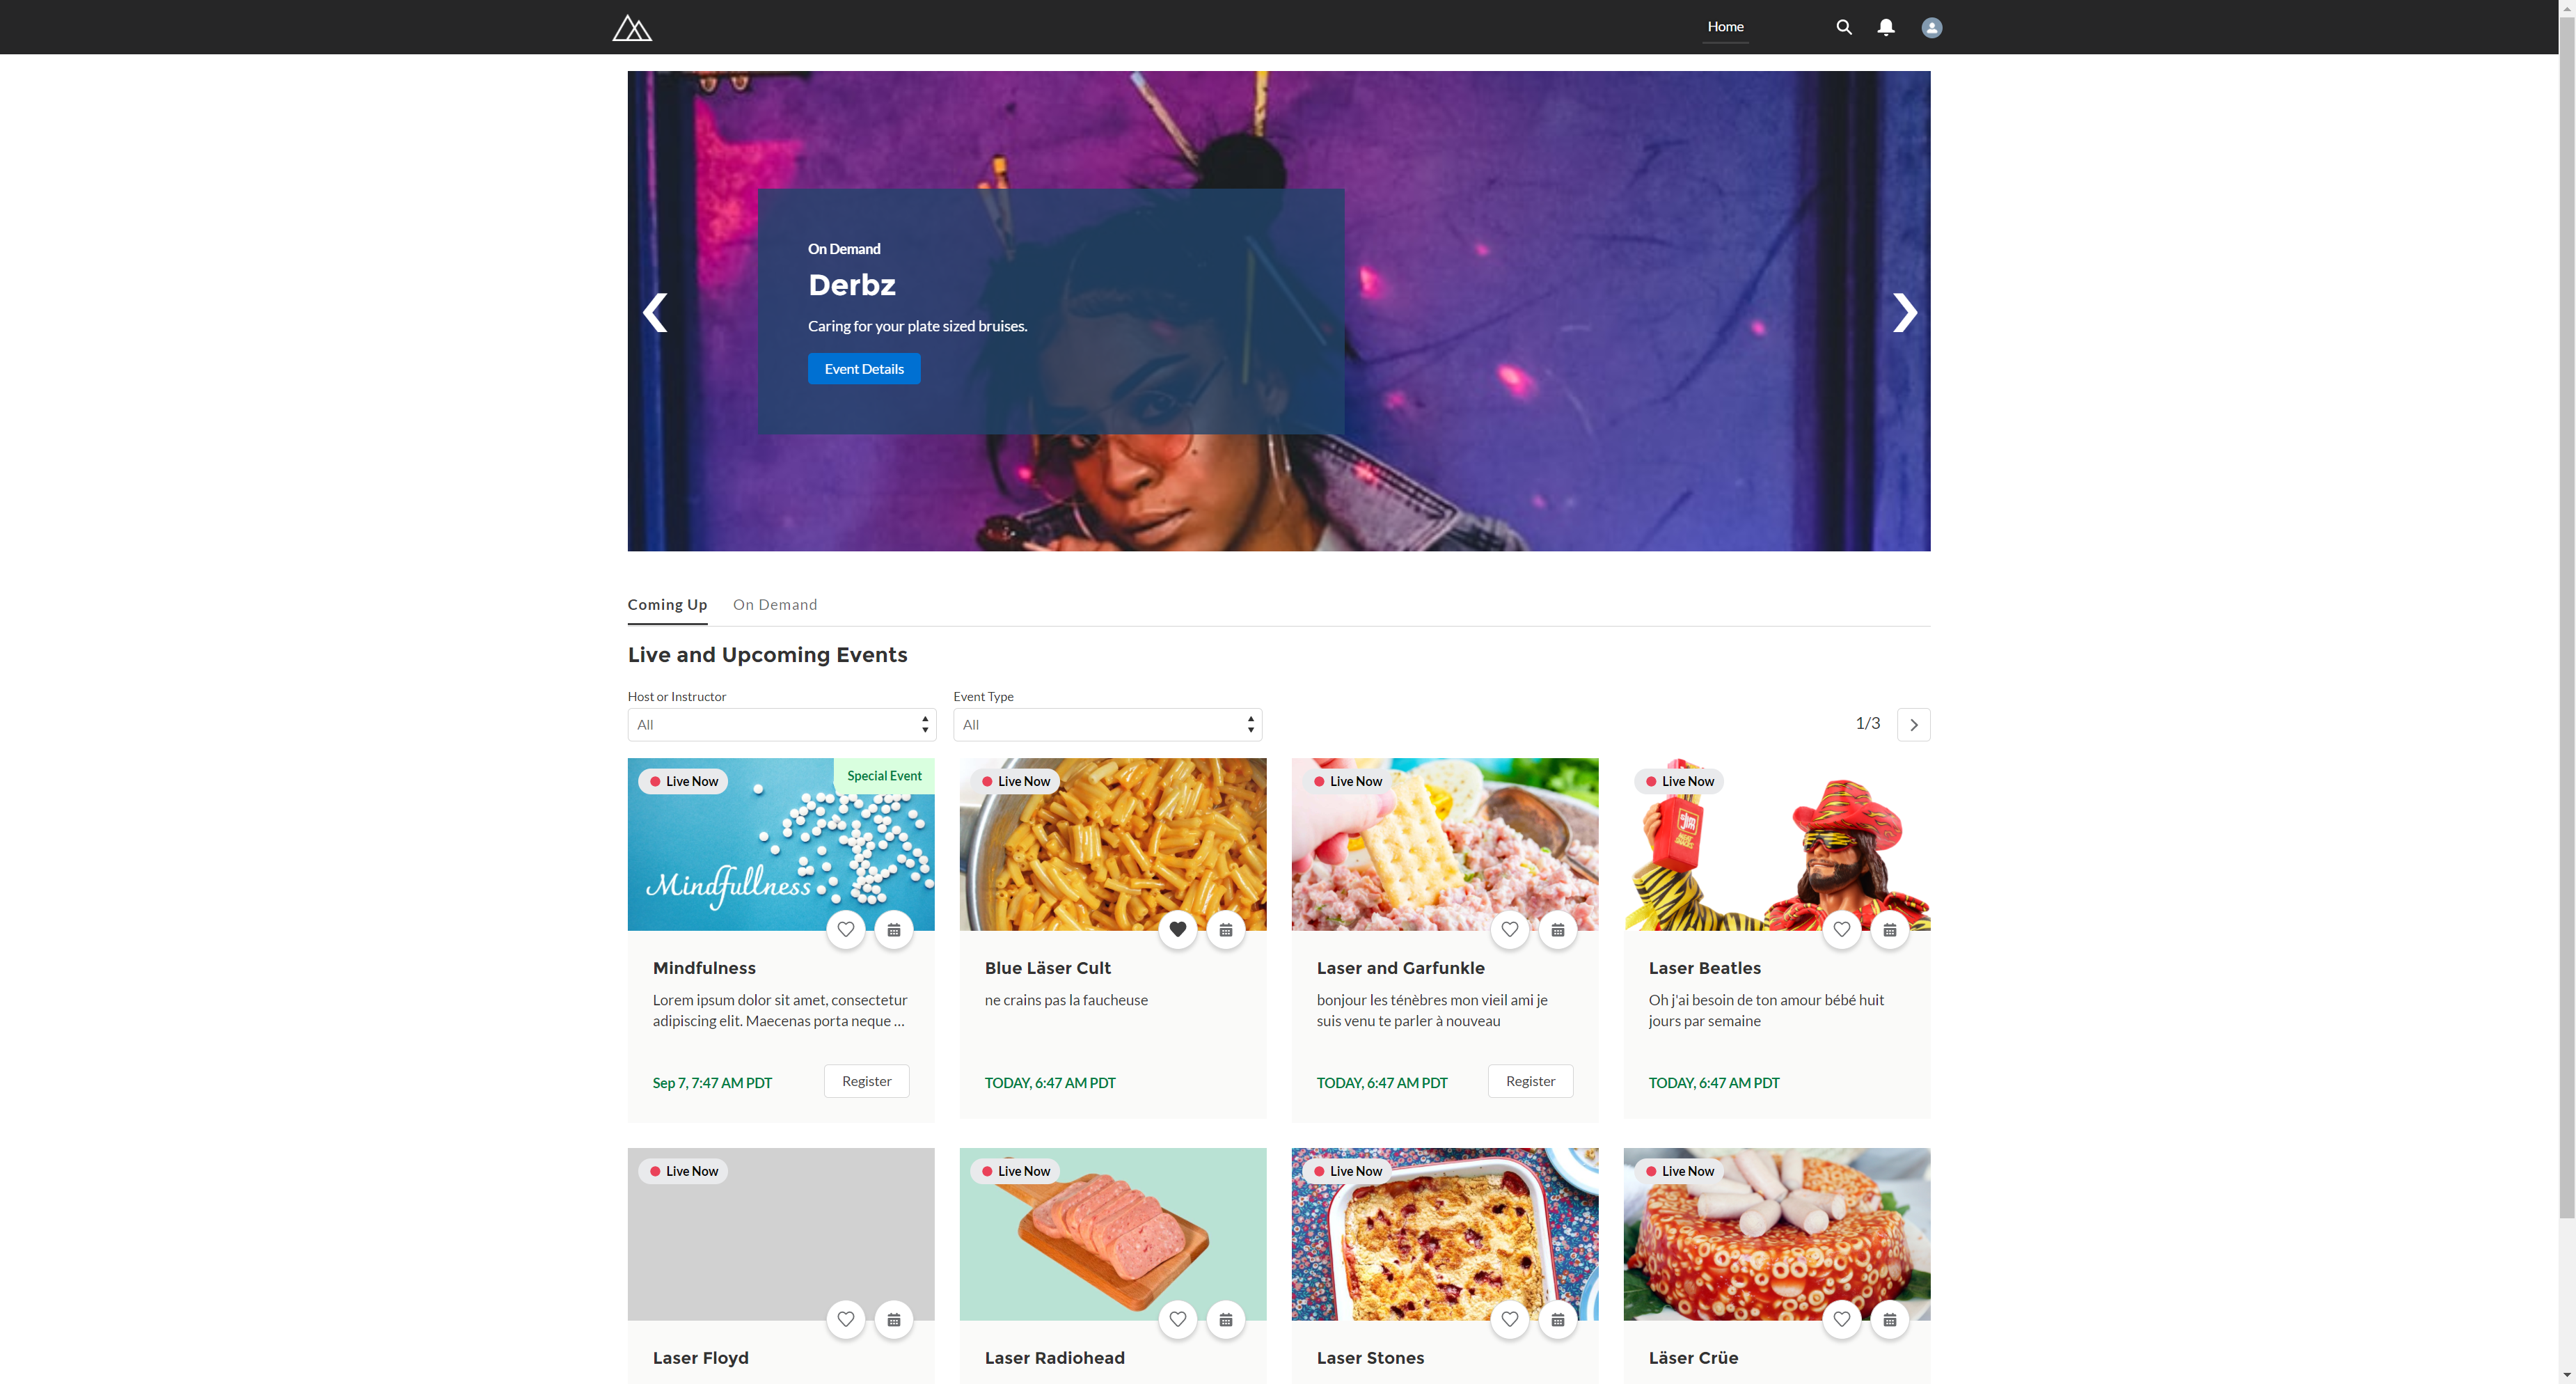 Home
On Demand
Derbz
Caring for your plate sized bruises.
Event Details
Coming Up
On Demand
Live and Upcoming Events
Host or Instructor
Event Type
All
All
1/3
Live Now
Special Event
Mindfullness
Live Now
Live Now
Live Now
Mindfulness
Lorem ipsum dolor sit amet, consectetur
adipiscing elit. Maecenas porta neque ...
Sep 7, 7:47 AM PDT
Register
Blue Läser Cult
ne crains pas la faucheuse
TODAY, 6:47 AM PDT
Laser and Garfunkle
bonjour les ténèbres mon vieil ami je
suis venu te parler à nouveau
TODAY, 6:47 AM PDT
Register
Laser Beatles
Oh j'ai besoin de ton amour bébé huit
jours par semaine
TODAY, 6:47 AM PDT
Live Now
Live Now
Live Now
Live Now
Laser Floyd
Laser Radiohead
Laser Stones
Läser Crüe